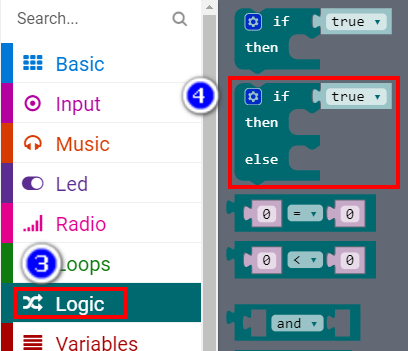 Search...
Basic
Input
Music
Led
Radio
3
Loops
Logic
Variables
if true
then
4
if true
then
else
0 = 0
0 < 0
and